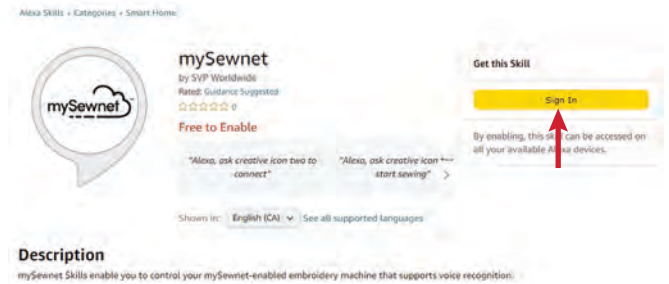 Alexa Skills › Categories › Smart Home
mySewnet
mySewnet
by SVP Worldwide
Rated: Guidance Suggested
0
Free to Enable
"Alexa, ask creative icon two to connect"
"Alexa, ask creative icon
start sewing"
Shown in: English (CA) See all supported languages
Get this Skill
Sign In
By enabling, this skill can be accessed on
all your available Alexa devices.
Description
mySewnet Skills enable you to control your mySewnet-enabled embroidery machine that supports voice recognition.